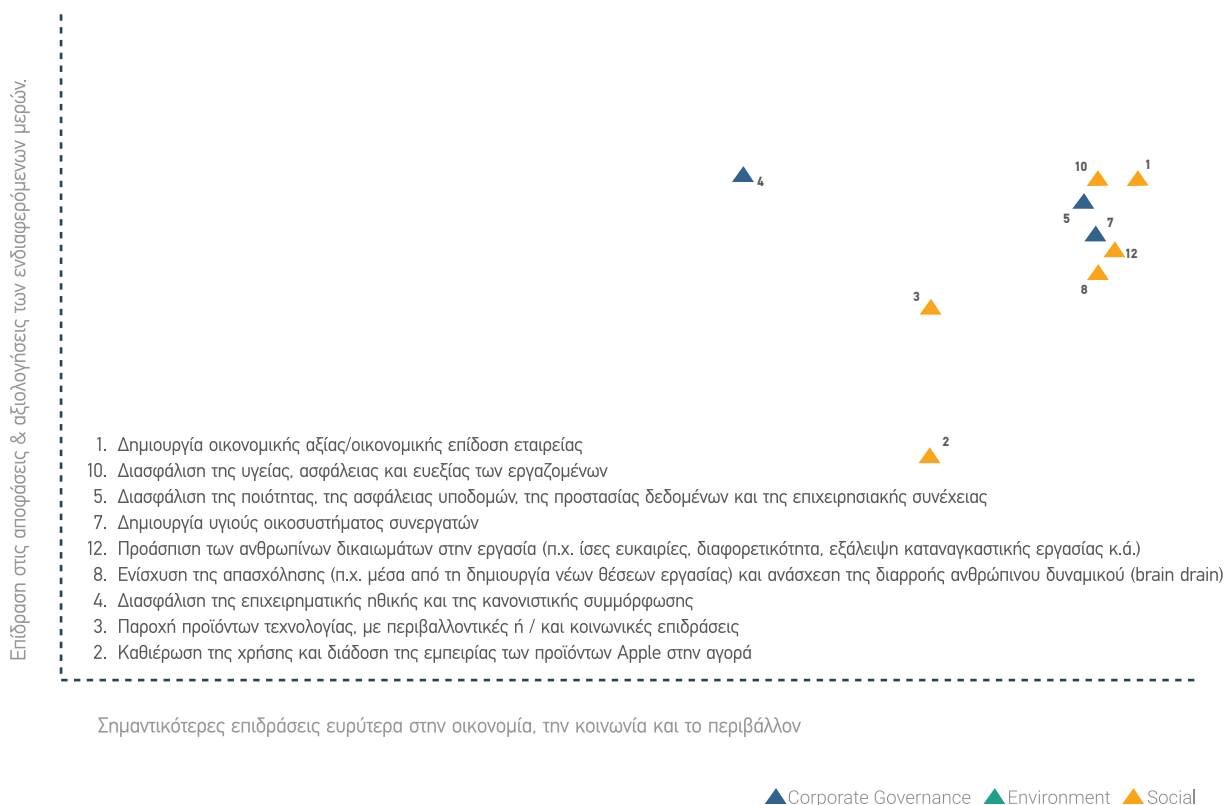 Επίδραση στις αποφάσεις & αξιολογήσεις των ενδιαφερόμενων μερών.
4
10
1
5
7
12
8
3
2
1. Δημιουργία οικονομικής αξίας/οικονομικής επίδοση εταιρείας
10. Διασφάλιση της υγείας, ασφάλειας και ευεξίας των εργαζομένων
5. Διασφάλιση της ποιότητας, της ασφάλειας υποδομών, της προστασίας δεδομένων και της επιχειρησιακής συνέχειας
7. Δημιουργία υγιούς οικοσυστήματος συνεργατών
12. Προάσπιση των ανθρωπίνων δικαιωμάτων στην εργασία (π.χ. ίσες ευκαιρίες, διαφορετικότητα, εξάλειψη καταναγκαστικής εργασίας κ.ά.)
8. Ενίσχυση της απασχόλησης (π.χ. μέσα από τη δημιουργία νέων θέσεων εργασίας) και ανάσχεση της διαρροής ανθρώπινου δυναμικού (brain drain)
4. Διασφάλιση της επιχειρηματικής ηθικής και της κανονιστικής συμμόρφωσης
3. Παροχή προϊόντων τεχνολογίας, με περιβαλλοντικές ή / και κοινωνικές επιδράσεις
2. Καθιέρωση της χρήσης και διάδοση της εμπειρίας των προϊόντων Apple στην αγορά
Σημαντικότερες επιδράσεις ευρύτερα στην οικονομία, την κοινωνία και το περιβάλλον
Corporate Governance Environment Social